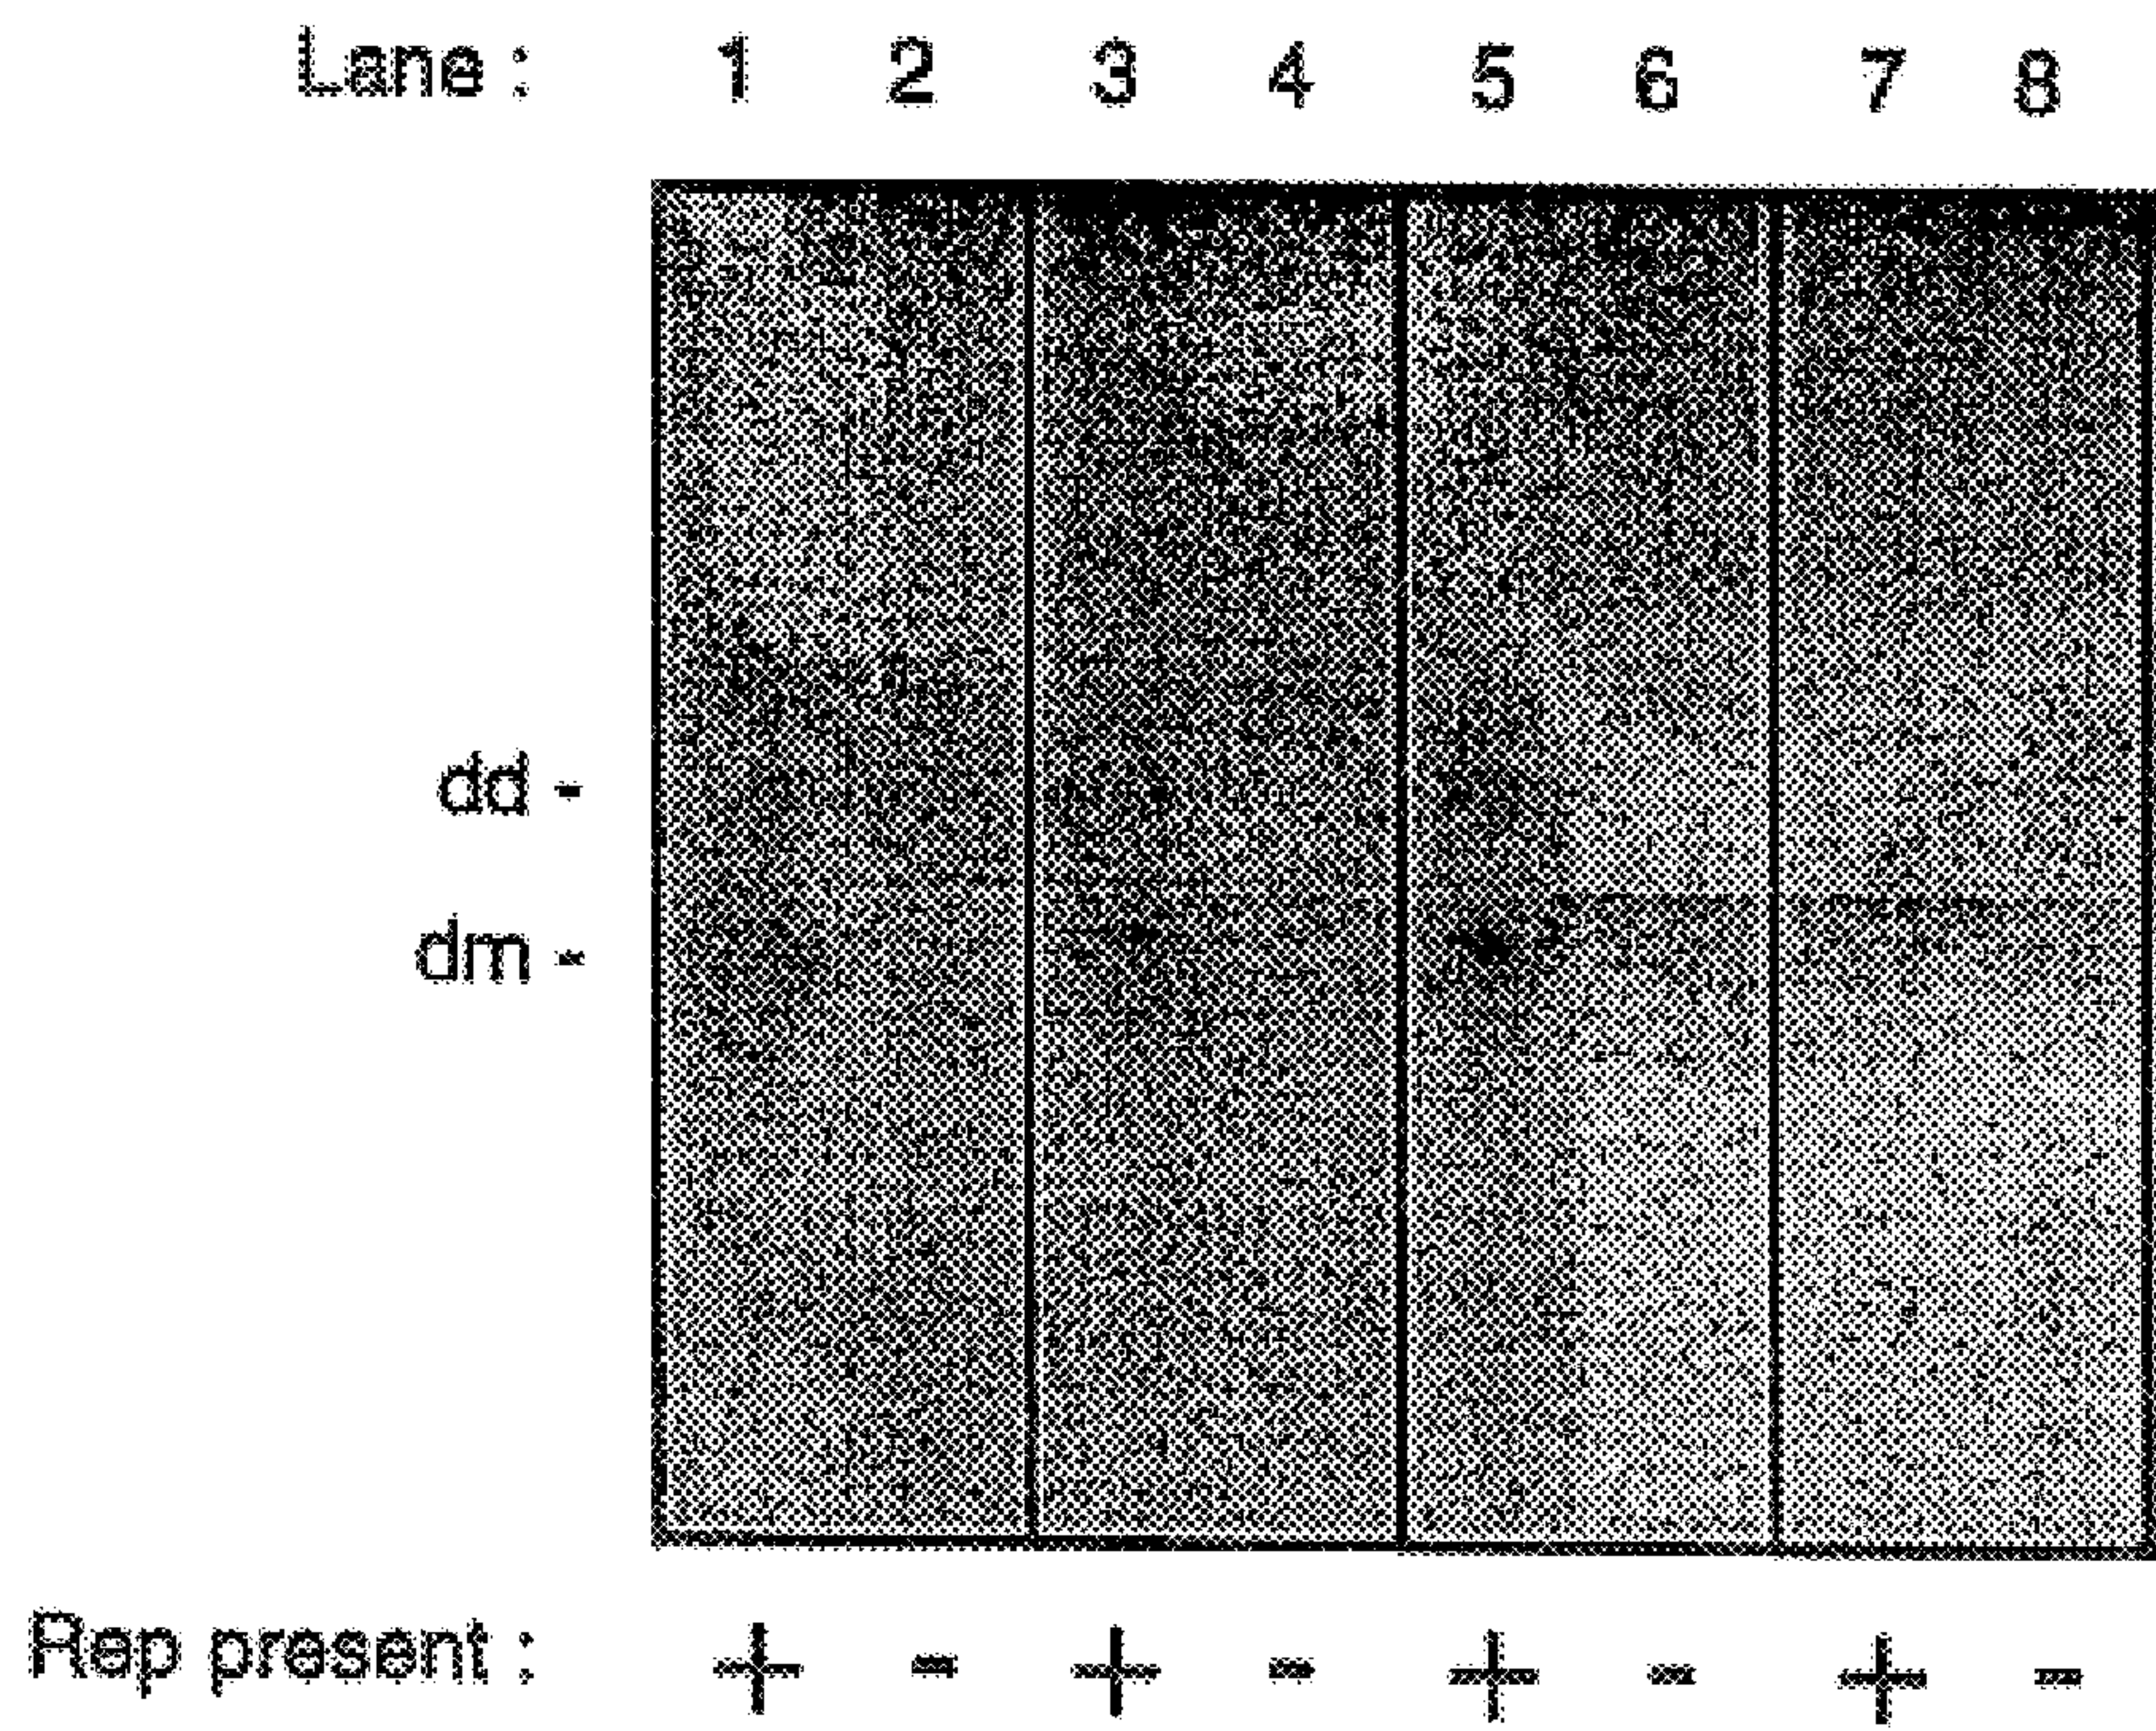 Lane : 1 2 3 4 5 6 7 8
dd -
dm -
Rep present : + - + - + - + -